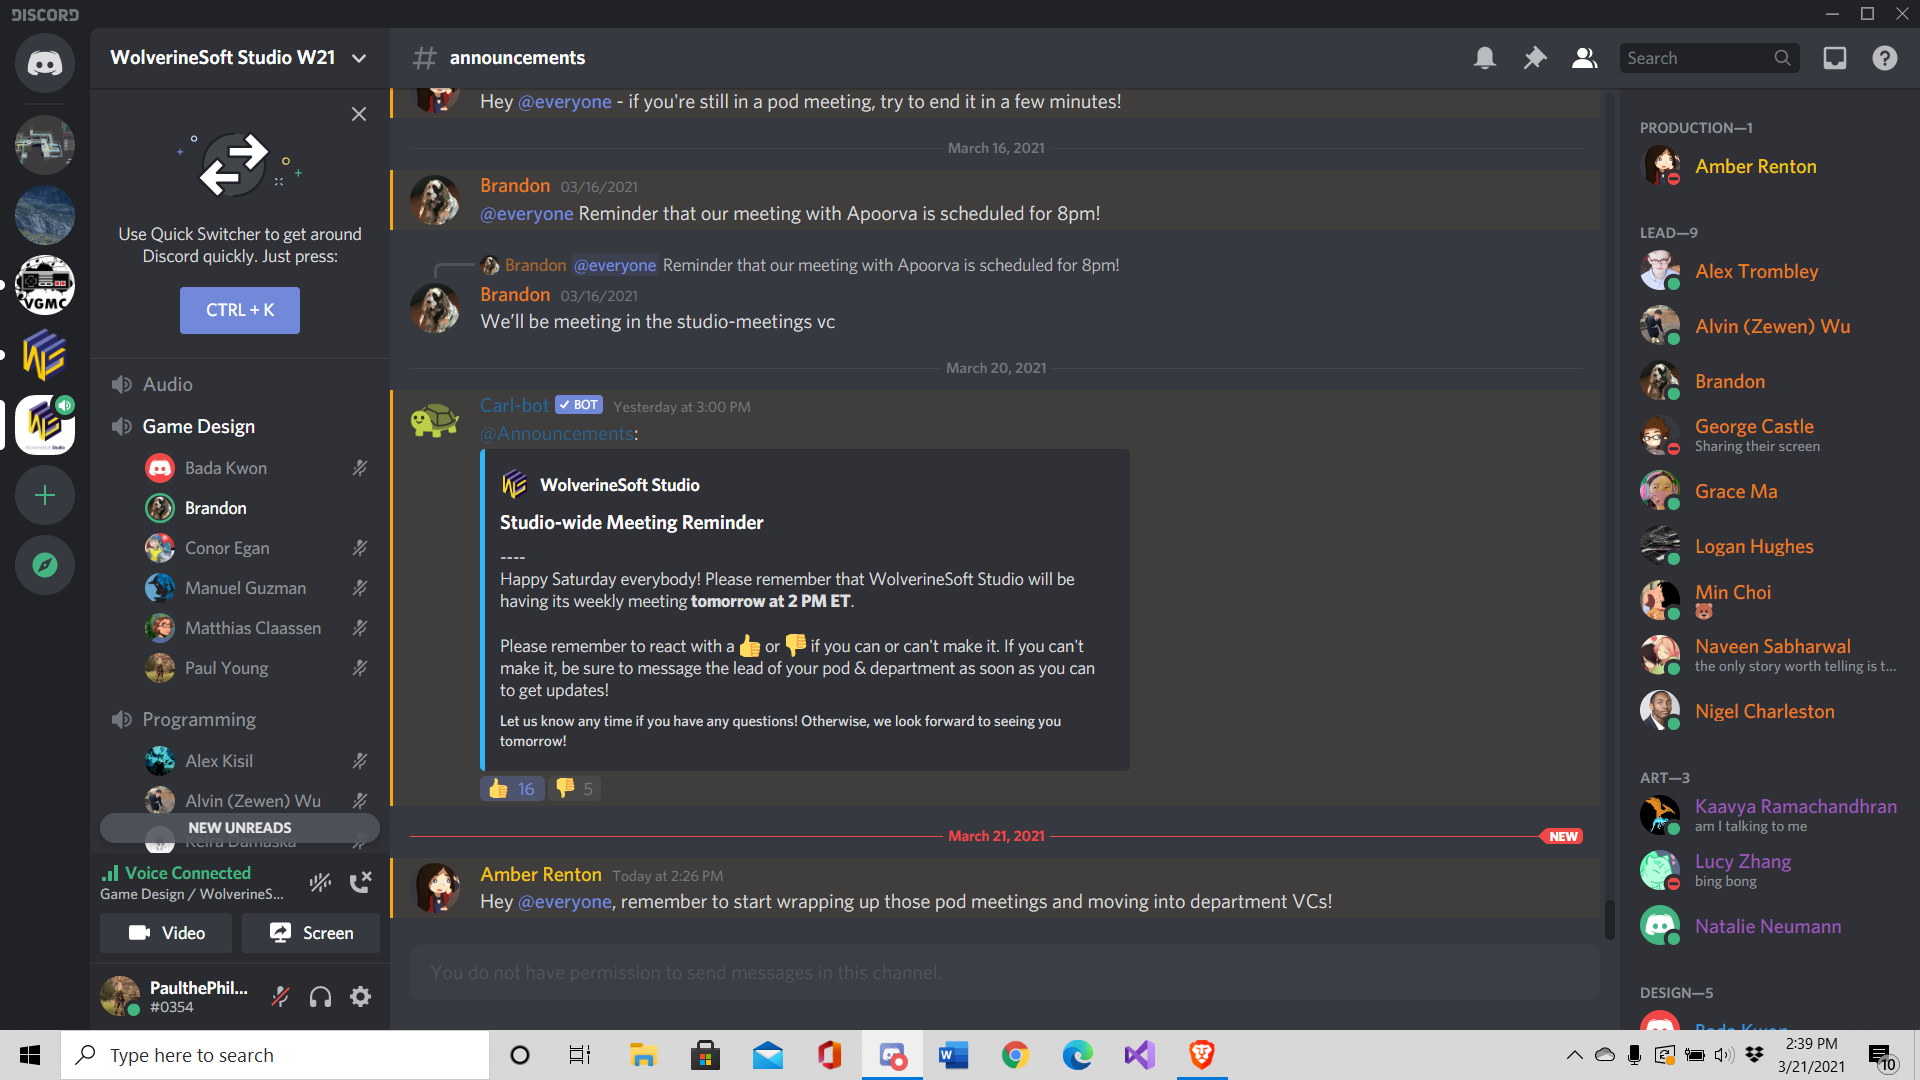 DISCORD
WolverineSoft Studio W21
announcements
Search
Use Quick Switcher to get around
Discord quickly. Just press:
CTRL + K
Audio
Game Design
Bada Kwon
Brandon
Conor Egan
Manuel Guzman
Matthias Claassen
Paul Young
Programming
Alex Kisil
Alvin (Zewen) Wu
NEW UNREADS
Keira Damaska
Voice Connected
Game Design / WolverineS...
Video
Screen
PaulthePhil...
#0354
VGMC
Hey @everyone - if you're still in a pod meeting, try to end it in a few minutes!
March 16, 2021
Brandon 03/16/2021
@everyone Reminder that our meeting with Apoorva is scheduled for 8pm!
Brandon @everyone Reminder that our meeting with Apoorva is scheduled for 8pm!
Brandon 03/16/2021
We'll be meeting in the studio-meetings vc
March 20, 2021
Carl-bot BOT Yesterday at 3:00 PM
@Announcements:
WolverineSoft Studio
Studio-wide Meeting Reminder
----
Happy Saturday everybody! Please remember that WolverineSoft Studio will be
having its weekly meeting tomorrow at 2 PM ET.
Please remember to react with a 👍 or 👎 if you can or can't make it. If you can't
make it, be sure to message the lead of your pod & department as soon as you can
to get updates!
Let us know any time if you have any questions! Otherwise, we look forward to seeing you
tomorrow!
👍 16 👎 5
March 21, 2021 NEW
Amber Renton Today at 2:26 PM
Hey @everyone, remember to start wrapping up those pod meetings and moving into department VCs!
You do not have permission to send messages in this channel.
PRODUCTION—1
Amber Renton
LEAD—9
Alex Trombley
Alvin (Zewen) Wu
Brandon
George Castle
Sharing their screen
Grace Ma
Logan Hughes
Min Choi
🐻
Naveen Sabharwal
the only story worth telling is t...
Nigel Charleston
ART—3
Kaavya Ramachandhran
am I talking to me
Lucy Zhang
bing bong
Natalie Neumann
DESIGN—5
Bada Kwon
Type here to search
2:39 PM
3/21/2021
10